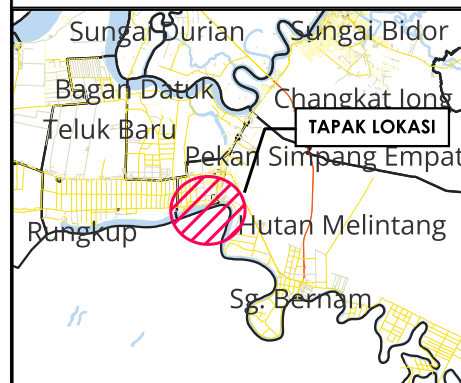 Sungai Durian
Sungai Bidor
Bagan Datuk
Changkat Jong
TAPAK LOKASI
Teluk Baru
Pekan Simpang Empat
Rungkup
Hutan Melintang
Sg. Bernam